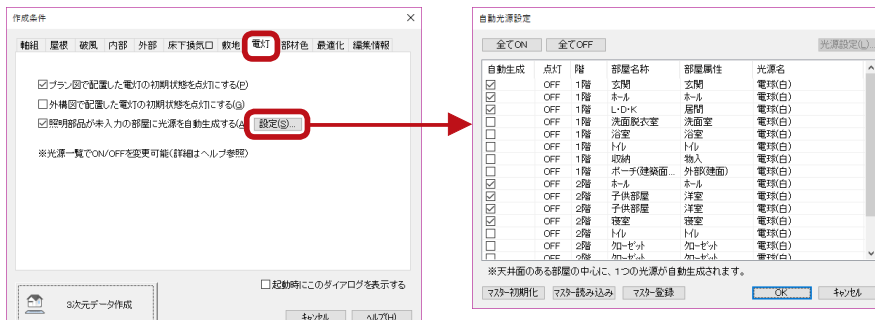 作成条件
軸組 屋根 破風 内部 外部 床下換気口 敷地 電灯 部材色 最適化 編集情報
プラン図で配置した電灯の初期状態を点灯にする(P)
外構図で配置した電灯の初期状態を点灯にする(G)
照明部品が未入力の部屋に光源を自動生成する(A
設定(S)...
※光源一覧でON/OFFを変更可能(詳細はヘルプ参照)
起動時にこのダイアログを表示する
3次元データ作成
キャンセル ヘルプ(H)
自動光源設定
全てON 全てOFF 光源設定(L)...
自動生成 点灯 階 部屋名称 部屋属性 光源名
OFF 1階 玄関 玄関 電球(白)
OFF 1階 ホール ホール 電球(白)
OFF 1階 L・D・K 居間 電球(白)
OFF 1階 洗面脱衣室 洗面室 電球(白)
OFF 1階 浴室 浴室 電球(白)
OFF 1階 トイレ トイレ 電球(白)
OFF 1階 収納 物入 電球(白)
OFF 1階 ポーチ(建築面... 外部(建面) 電球(白)
OFF 2階 ホール ホール 電球(白)
OFF 2階 子供部屋 洋室 電球(白)
OFF 2階 子供部屋 洋室 電球(白)
OFF 2階 寝室 寝室 電球(白)
OFF 2階 トイレ トイレ 電球(白)
OFF 2階 クローゼット クローゼット 電球(白)
OFF 2階 クローゼット クローゼット 電球(白)
※天井面のある部屋の中心に、1つの光源が自動生成されます。
マスター初期化 マスター読み込み マスター登録 OK キャンセル